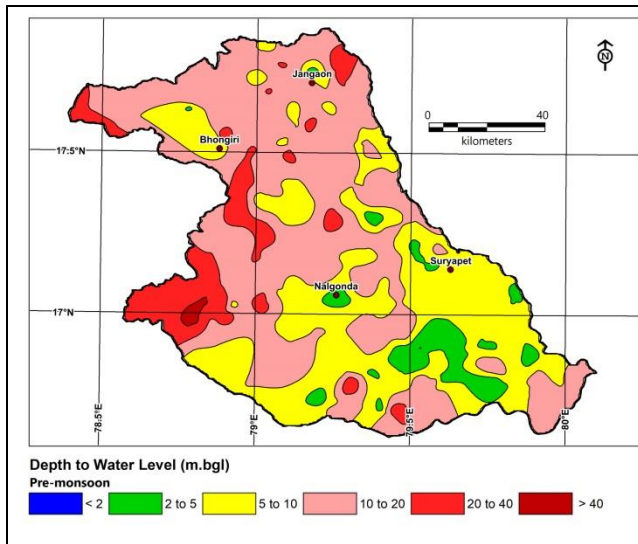 Jangaon
N
0 40
kilometers
Bhongiri
17.5°N
Suryapet
Nalgonda
17°N
78.5°E
79°E
79.5°E
80°E
Depth to Water Level (m.bgl)
Pre-monsoon
< 2 2 to 5 5 to 10 10 to 20 20 to 40 > 40